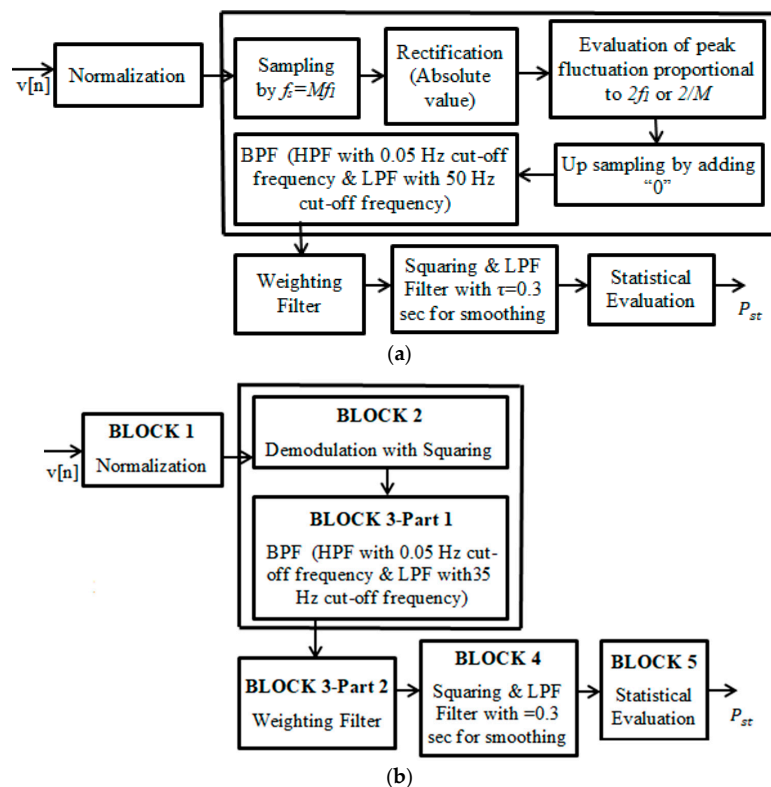 v[n]
Normalization
Sampling
by fs=Mf1
Rectification
(Absolute
value)
Evaluation of peak
fluctuation proportional
to 2f1 or 2/M
Up sampling by adding
“0”
BPF (HPF with 0.05 Hz cut-off
frequency & LPF with 50 Hz
cut-off frequency)
Weighting
Filter
Squaring & LPF
Filter with τ=0.3
sec for smoothing
Statistical
Evaluation
Pst
(a)
v[n]
BLOCK 1
Normalization
BLOCK 2
Demodulation with Squaring
BLOCK 3-Part 1
BPF (HPF with 0.05 Hz cut-
off frequency & LPF with35
Hz cut-off frequency)
BLOCK 3-Part 2
Weighting Filter
BLOCK 4
Squaring & LPF
Filter with =0.3
sec for smoothing
BLOCK 5
Statistical
Evaluation
Pst
(b)